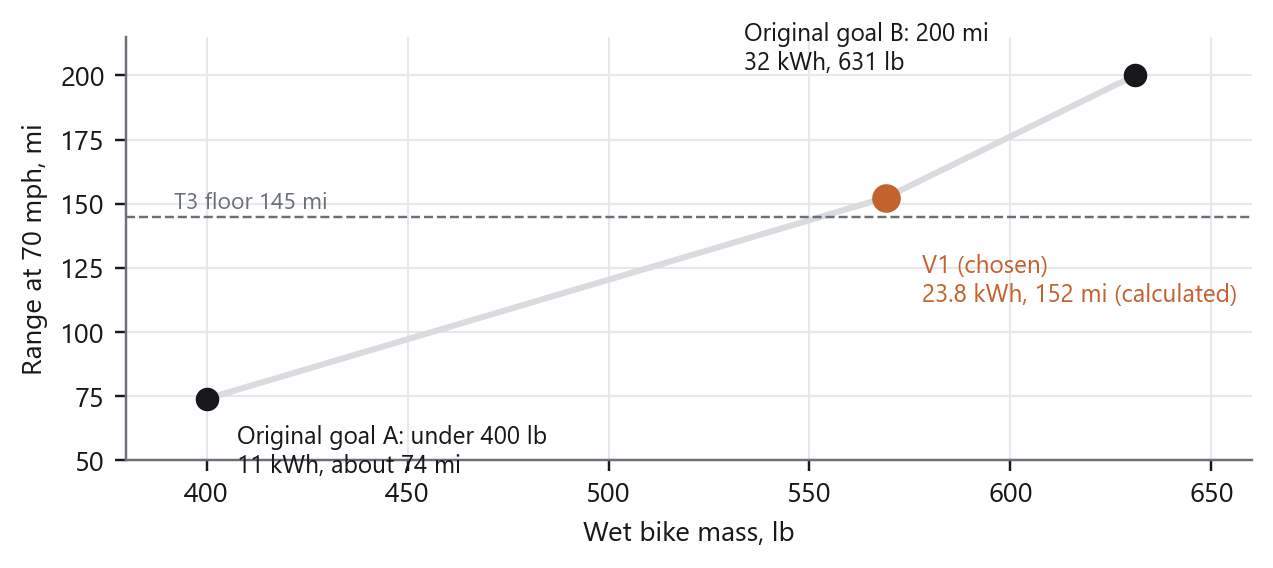 Original goal B: 200 mi
32 kWh, 631 lb
200
175
150
125
100
75
50
Range at 70 mph, mi
T3 floor 145 mi
V1 (chosen)
23.8 kWh, 152 mi (calculated)
Original goal A: under 400 lb
11 kWh, about 74 mi
400
450
500
550
600
650
Wet bike mass, lb